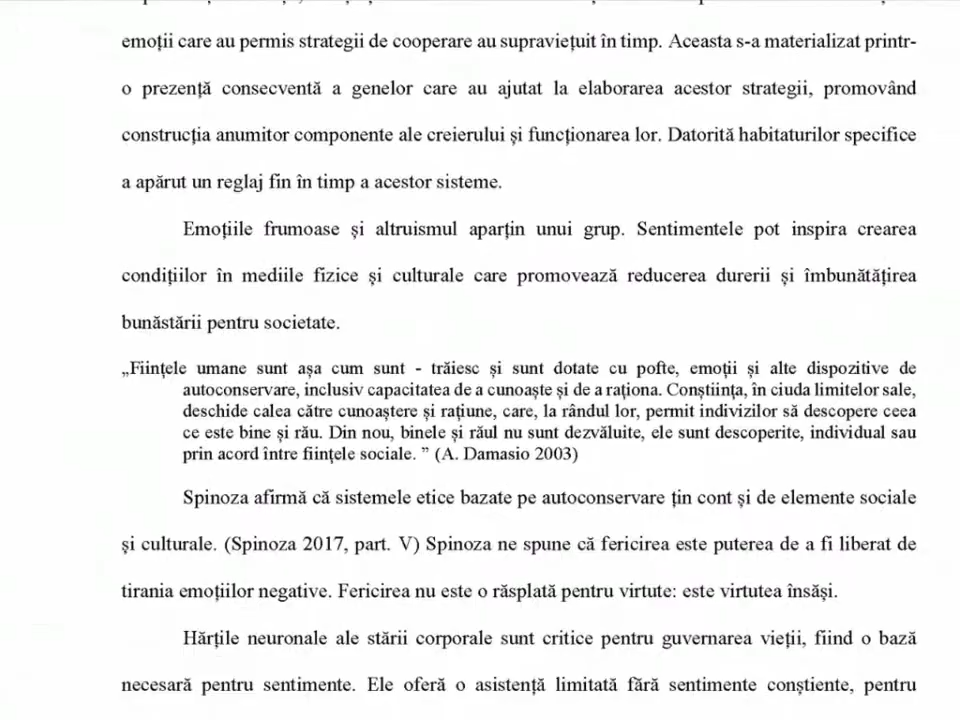 emoții care au permis strategii de cooperare au supraviețuit în timp. Aceasta s-a materializat printr-
o prezență consecventă a genelor care au ajutat la elaborarea acestor strategii, promovând
construcția anumitor componente ale creierului și funcționarea lor. Datorită habitaturilor specifice
a apărut un reglaj fin în timp a acestor sisteme.
Emoțiile frumoase și altruismul aparțin unui grup. Sentimentele pot inspira crearea
condițiilor în mediile fizice și culturale care promovează reducerea durerii și îmbunătățirea
bunăstării pentru societate.
„Ființele umane sunt așa cum sunt - trăiesc și sunt dotate cu pofte, emoții și alte dispozitive de
autoconservare, inclusiv capacitatea de a cunoaște și de a raționa. Conștiința, în ciuda limitelor sale,
deschide calea către cunoaștere și rațiune, care, la rândul lor, permit indivizilor să descopere ceea
ce este bine și rău. Din nou, binele și răul nu sunt dezvăluite, ele sunt descoperite, individual sau
prin acord între ființele sociale. ” (A. Damasio 2003)
Spinoza afirmă că sistemele etice bazate pe autoconservare țin cont și de elemente sociale
și culturale. (Spinoza 2017, part. V) Spinoza ne spune că fericirea este puterea de a fi liberat de
tirania emoțiilor negative. Fericirea nu este o răsplată pentru virtute: este virtutea însăși.
Hărțile neuronale ale stării corporale sunt critice pentru guvernarea vieții, fiind o bază
necesară pentru sentimente. Ele oferă o asistență limitată fără sentimente conștiente, pentru